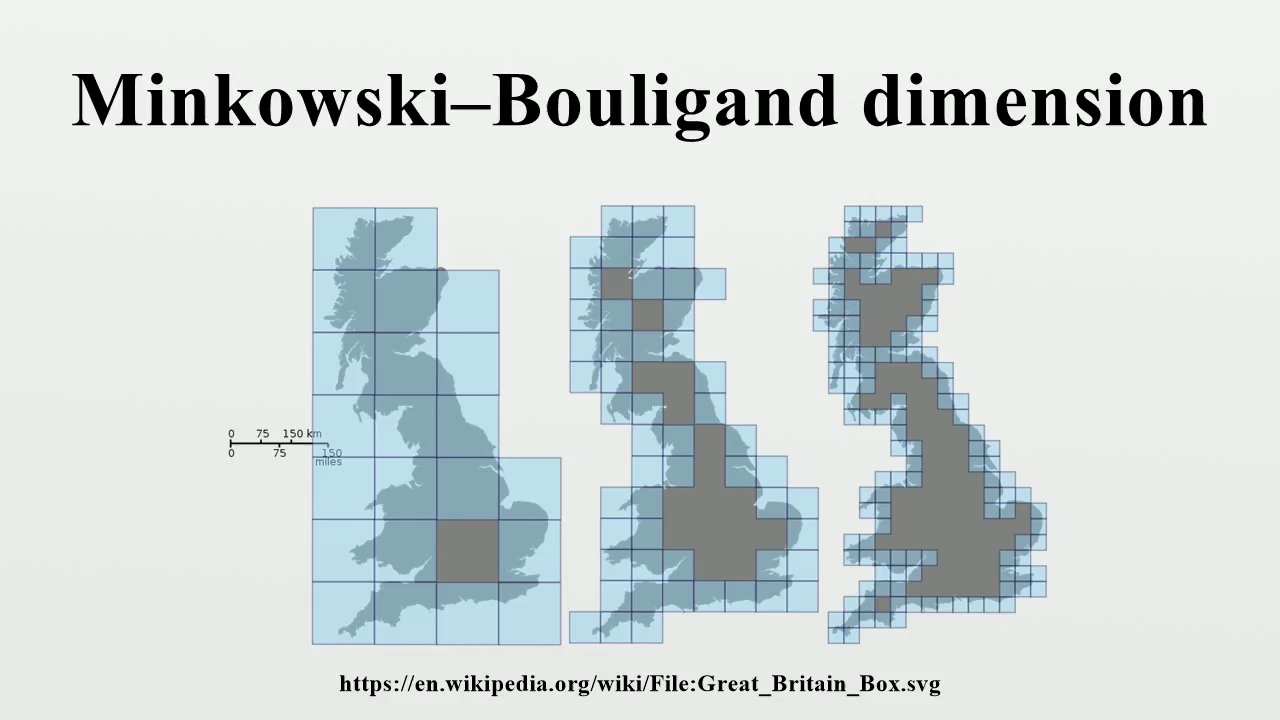 Minkowski–Bouligand dimension
0 75 150 km
0 75 150
miles
https://en.wikipedia.org/wiki/File:Great_Britain_Box.svg